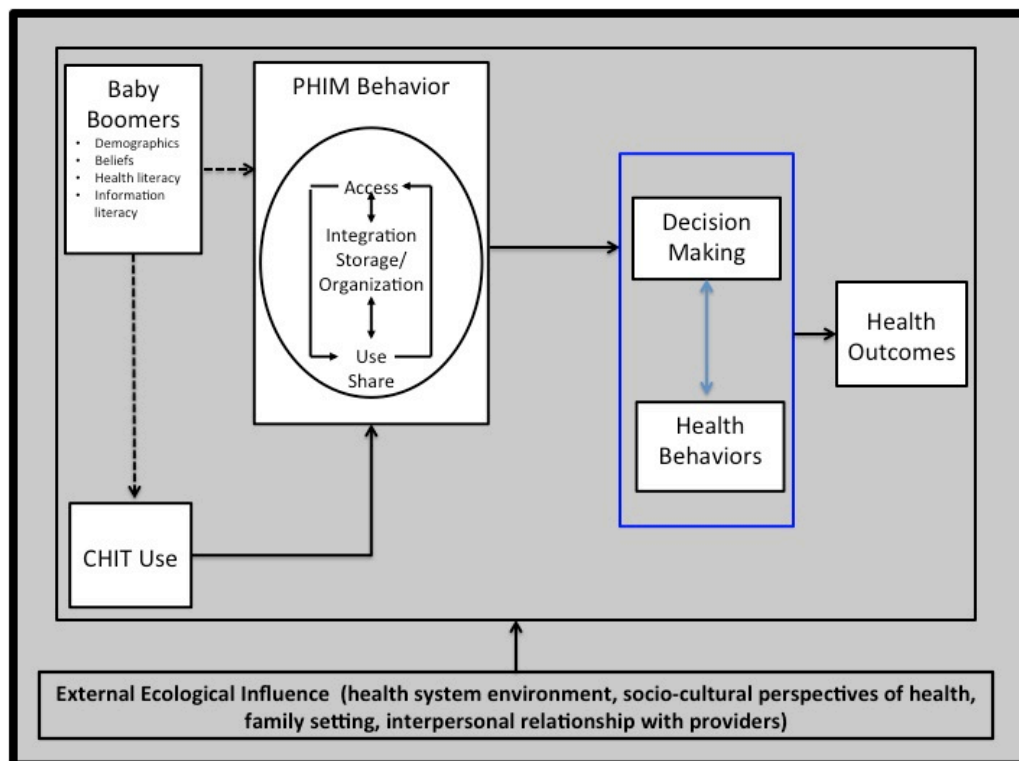 Baby
Boomers
• Demographics
• Beliefs
• Health literacy
• Information
literacy
PHIM Behavior
Access
Integration
Storage/
Organization
Use
Share
Decision
Making
Health
Behaviors
Health
Outcomes
CHIT Use
External Ecological Influence (health system environment, socio-cultural perspectives of health,
family setting, interpersonal relationship with providers)